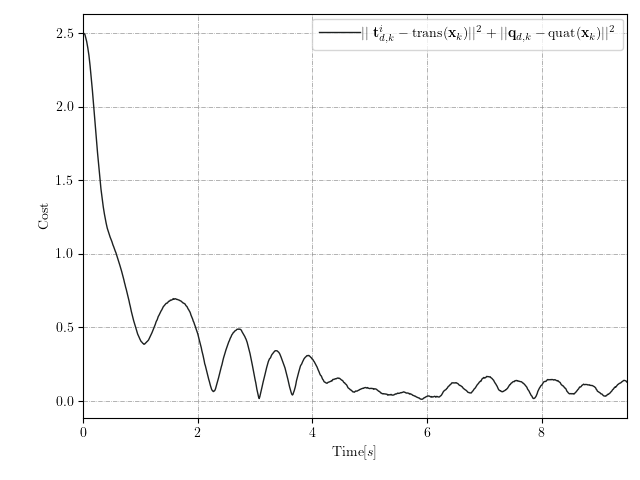 || t^i_{d,k} − trans(x_k)||^2 + ||q_{d,k} − quat(x_k)||^2
2.5
2.0
1.5
1.0
0.5
0.0
Cost
0 2 4 6 8
Time[s]